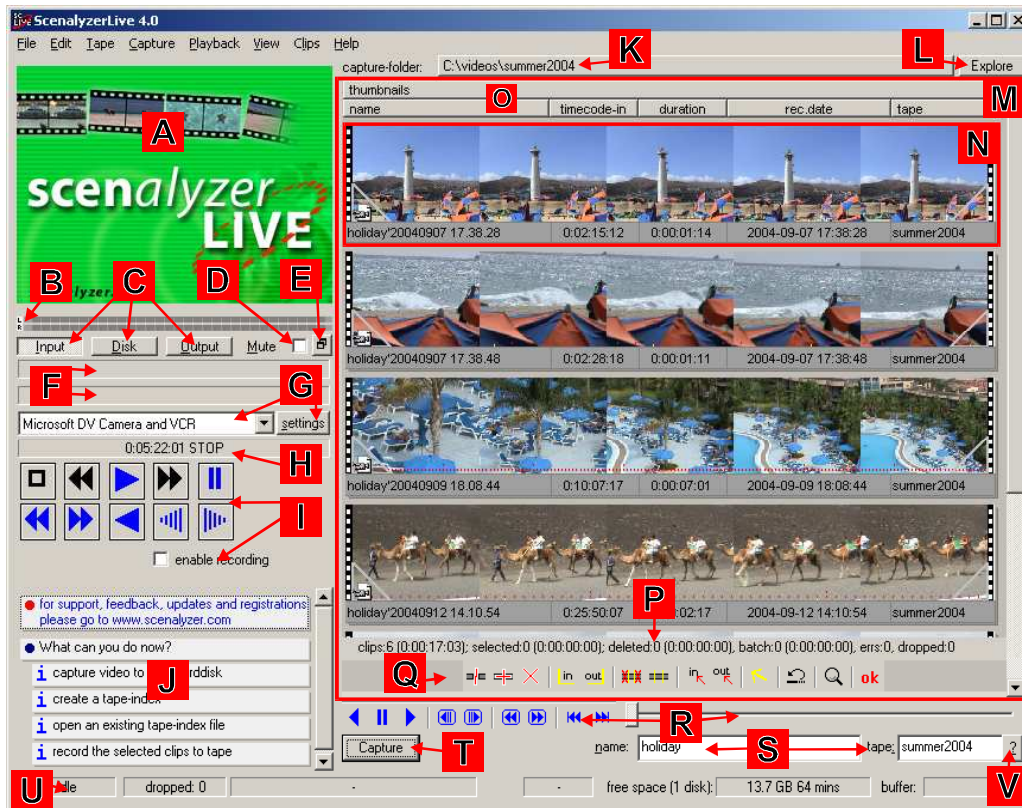 ScenalyzerLive 4.0
File Edit Tape Capture Playback View Clips Help
capture-folder: C:\videos\summer2004 K L Explore
thumbnails
O M
name timecode-in duration rec.date tape
A
N
scenalyzer
LIVE
holiday'20040907 17.38.28 0:02:15:12 0:00:01:14 2004-09-07 17:38:28 summer2004
B C D E
L
R
Input Disk Output Mute
holiday'20040907 17.38.48 0:02:28:18 0:00:01:11 2004-09-07 17:38:48 summer2004
F
G
Microsoft DV Camera and VCR settings
0:05:22:01 STOP
H
holiday'20040909 18.08.44 0:10:07:17 0:00:07:01 2004-09-09 18:08:44 summer2004
I
enable recording
for support, feedback, updates and registrations
please go to www.scenalyzer.com
P
holiday'20040912 14.10.54 0:25:50:07 :02:17 2004-09-12 14:10:54 summer2004
What can you do now?
clips:6 (0:00:17:03); selected:0 (0:00:00:00); deleted:0 (0:00:00:00), batch:0 (0:00:00:00), errs:0, dropped:0
i capture video to rddisk
J
Q in out in out ok
i create a tape-index
i open an existing tape-index file
i record the selected clips to tape
R
Capture T name: holiday S tape: summer2004 ?
U dle dropped: 0 - - free space (1 disk): 13.7 GB 64 mins buffer: V